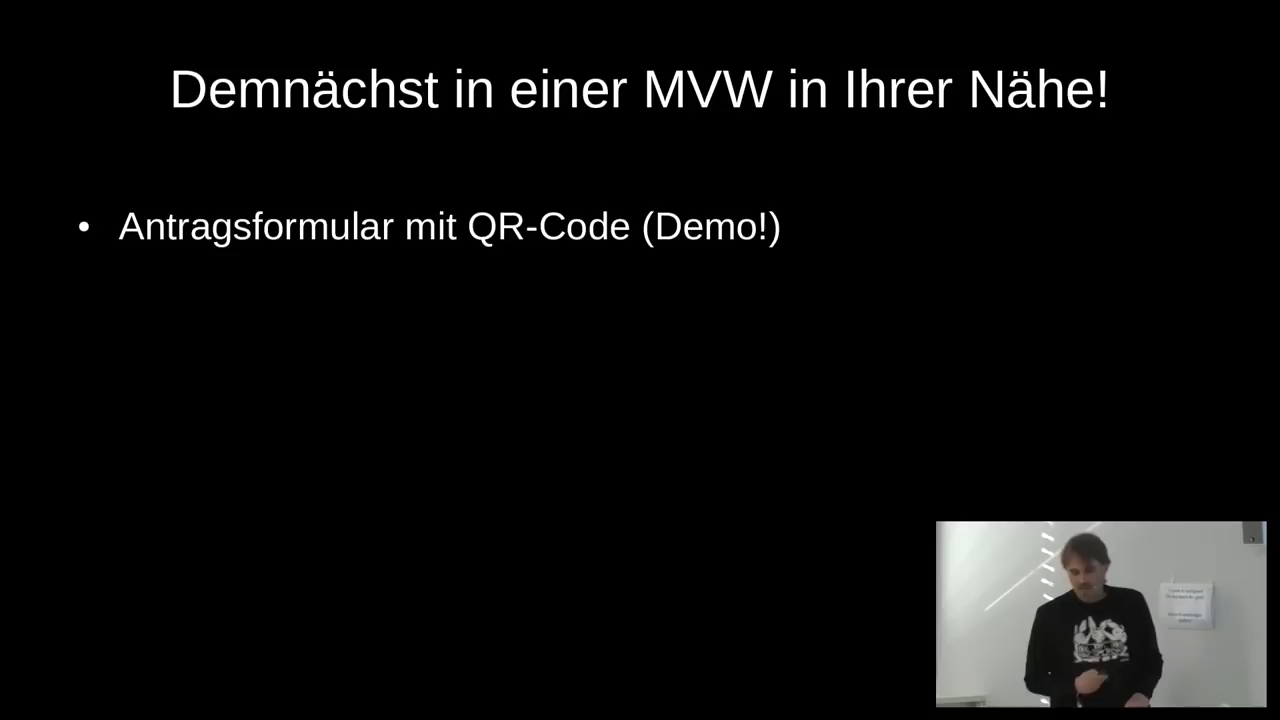 Demnächst in einer MVW in Ihrer Nähe!
• Antragsformular mit QR-Code (Demo!)